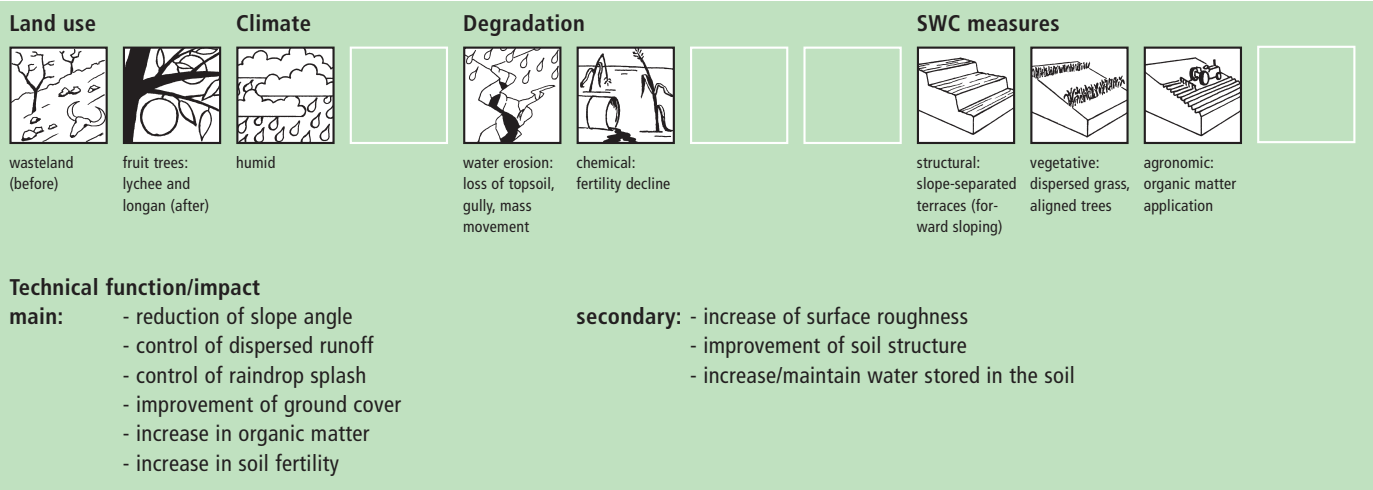 Land use
Climate
Degradation
SWC measures
wasteland
(before)
fruit trees:
lychee and
longan (after)
humid
water erosion:
loss of topsoil,
gully, mass
movement
chemical:
fertility decline
structural:
slope-separated
terraces (for-
ward sloping)
vegetative:
dispersed grass,
aligned trees
agronomic:
organic matter
application
Technical function/impact
main:
- reduction of slope angle
- control of dispersed runoff
- control of raindrop splash
- improvement of ground cover
- increase in organic matter
- increase in soil fertility
secondary:
- increase of surface roughness
- improvement of soil structure
- increase/maintain water stored in the soil